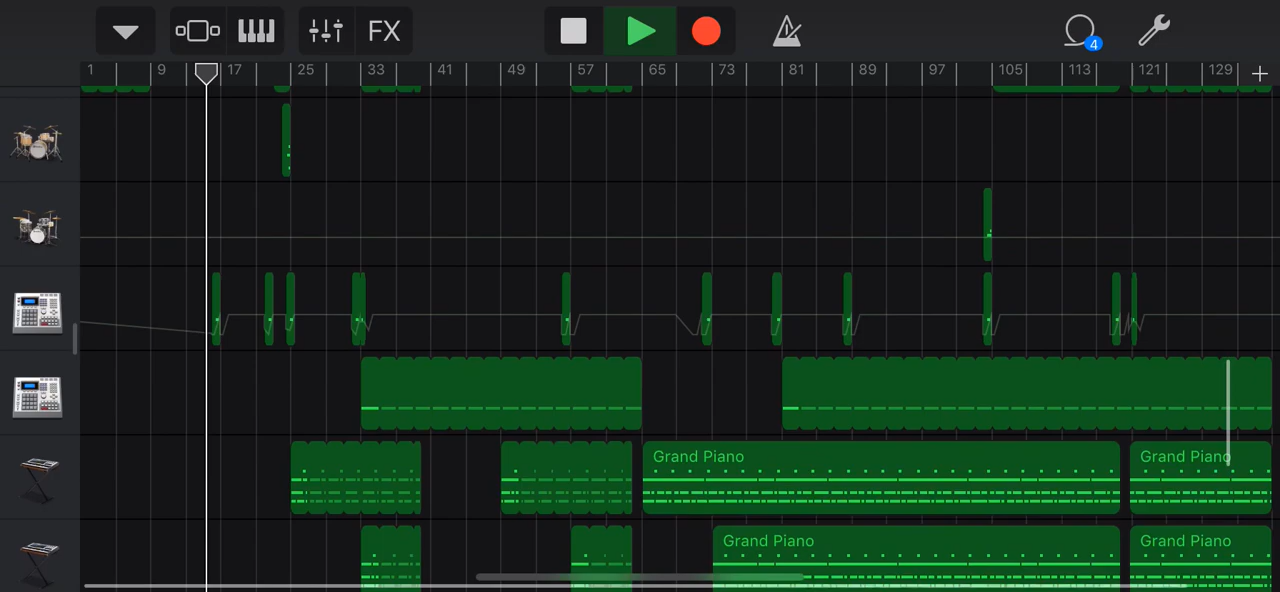 FX
4
1 9 17 25 33 41 49 57 65 73 81 89 97 105 113 121 129
Grand Piano Grand Piano
Grand Piano Grand Piano